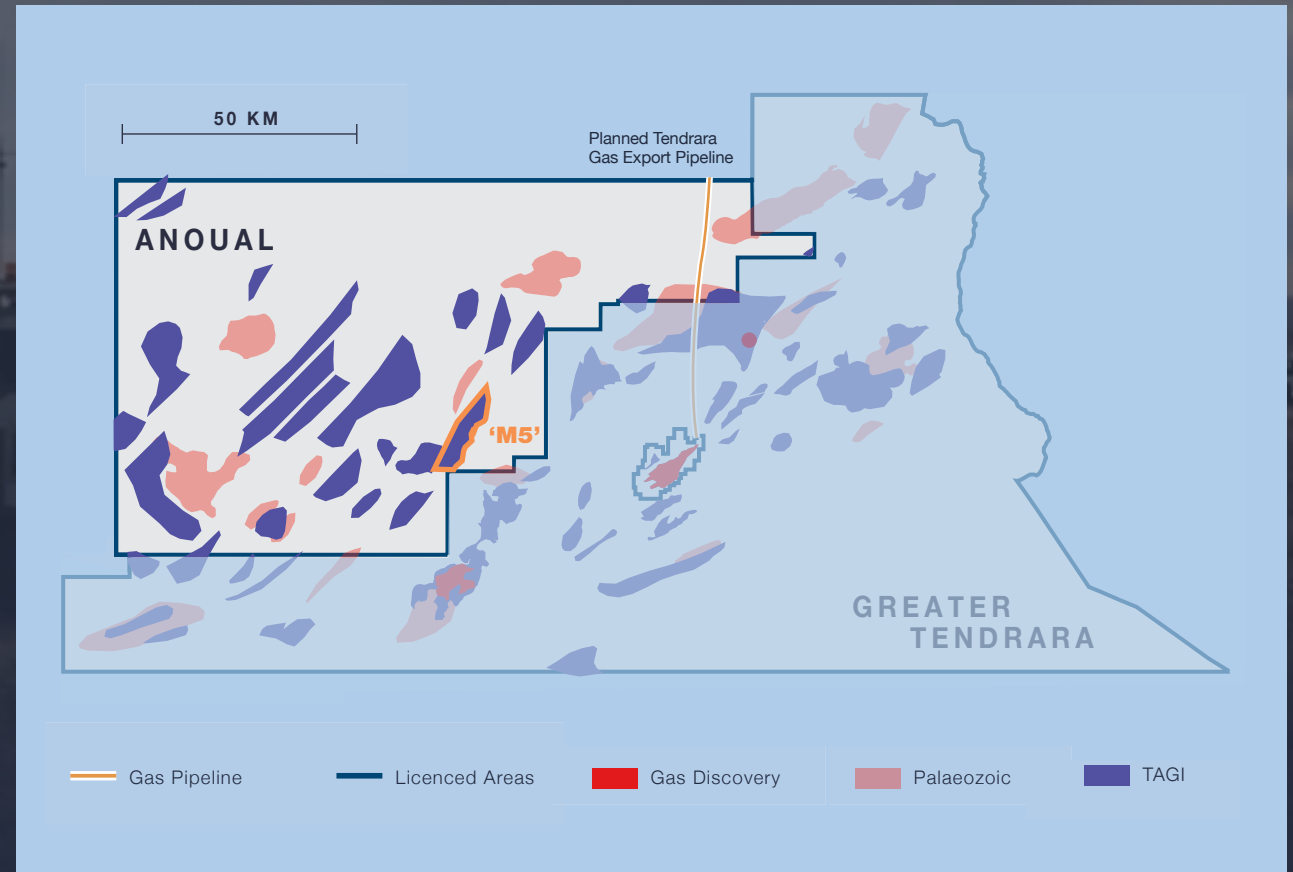 50 KM
Planned Tendrara
Gas Export Pipeline
ANOUAL
‘M5’
GREATER
TENDRARA
Gas Pipeline
Licenced Areas
Gas Discovery
Palaeozoic
TAGI